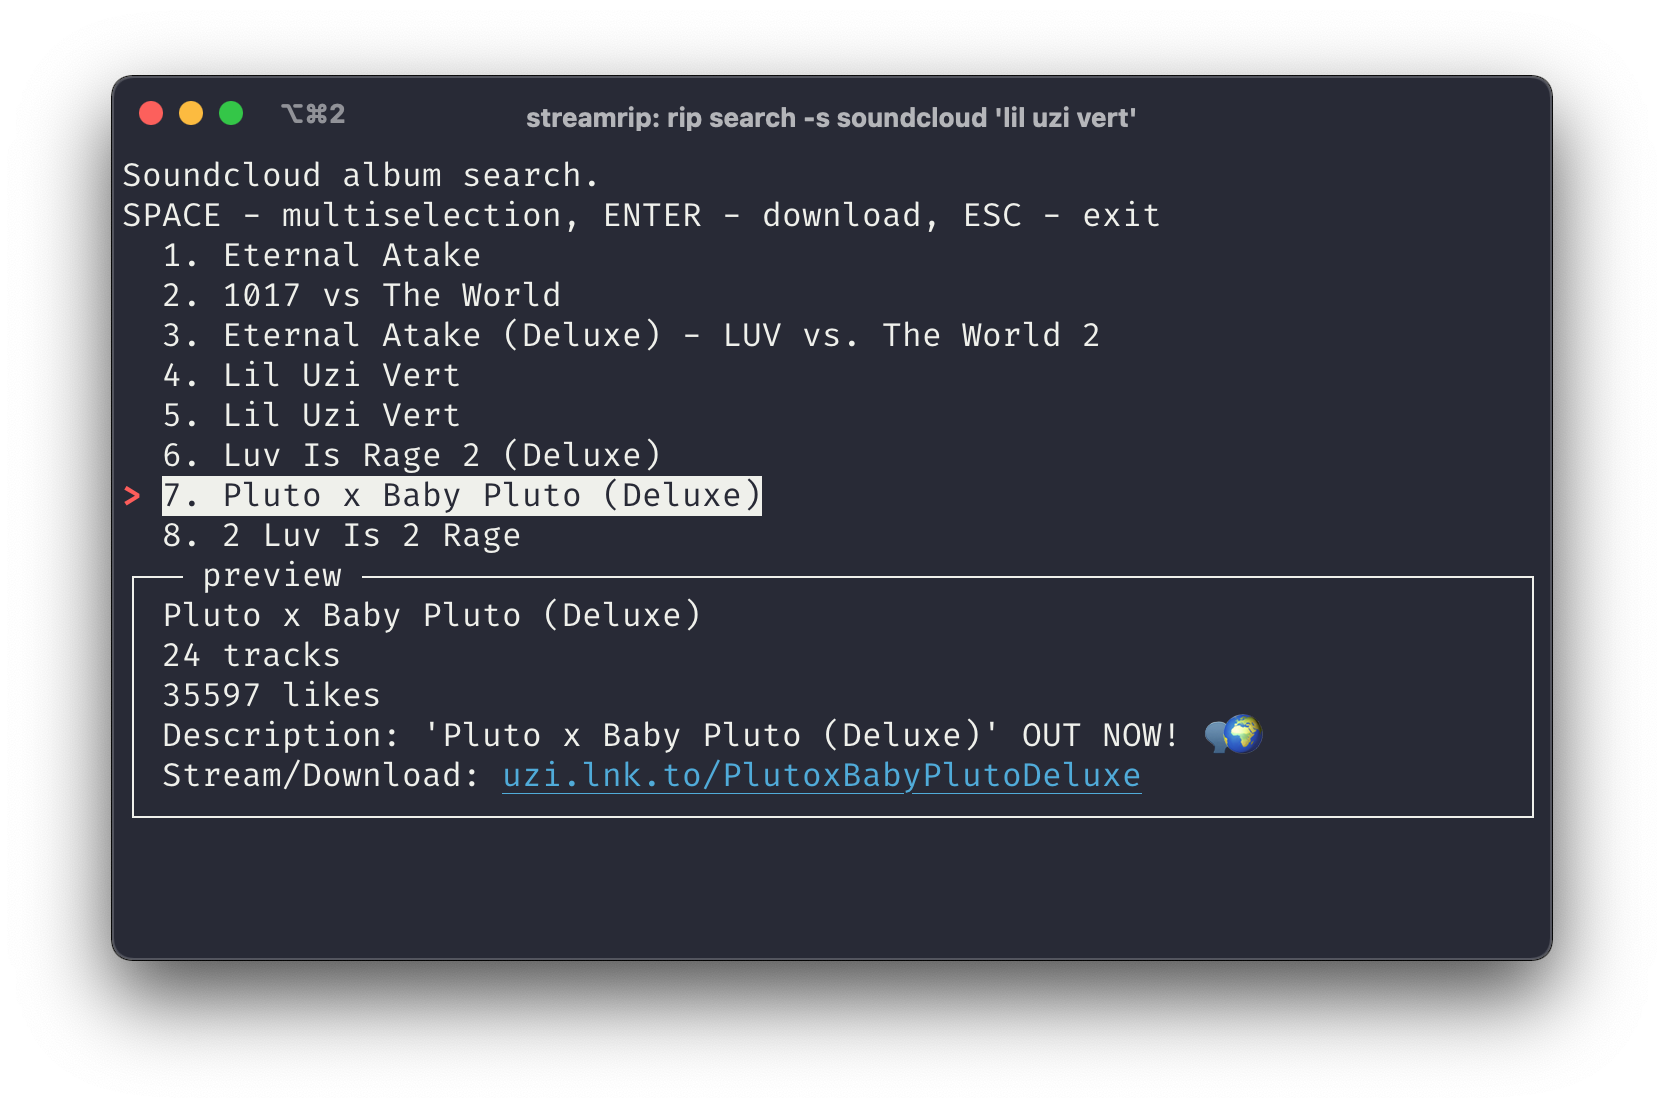 ⌥⌘2
streamrip: rip search -s soundcloud 'lil uzi vert'
Soundcloud album search.
SPACE - multiselection, ENTER - download, ESC - exit
1. Eternal Atake
2. 1017 vs The World
3. Eternal Atake (Deluxe) - LUV vs. The World 2
4. Lil Uzi Vert
5. Lil Uzi Vert
6. Luv Is Rage 2 (Deluxe)
> 7. Pluto x Baby Pluto (Deluxe)
8. 2 Luv Is 2 Rage
preview
Pluto x Baby Pluto (Deluxe)
24 tracks
35597 likes
Description: 'Pluto x Baby Pluto (Deluxe)' OUT NOW! 🗣🌍
Stream/Download: uzi.lnk.to/PlutoxBabyPlutoDeluxe